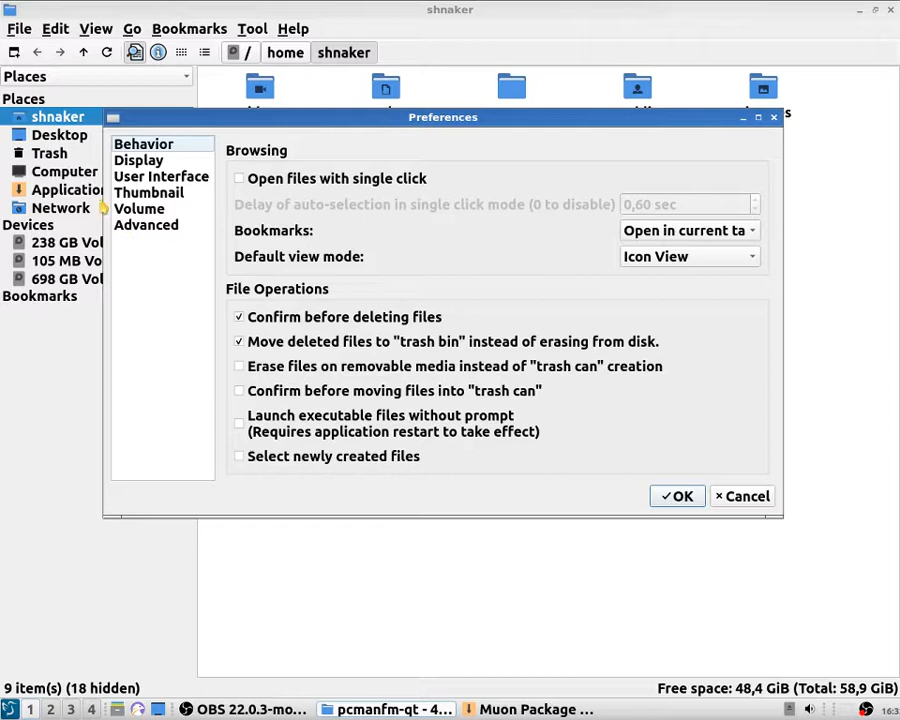 shnaker
File Edit View Go Bookmarks Tool Help
/ home shnaker
Places
Places
shnaker
Desktop
Trash
Computer
Applicatio
Network
Devices
238 GB Vol
105 MB Vo
698 GB Vol
Bookmarks
Preferences
Behavior
Display
User Interface
Thumbnail
Volume
Advanced
Browsing
Open files with single click
Delay of auto-selection in single click mode (0 to disable) 0,60 sec
Bookmarks: Open in current ta
Default view mode: Icon View
File Operations
Confirm before deleting files
Move deleted files to "trash bin" instead of erasing from disk.
Erase files on removable media instead of "trash can" creation
Confirm before moving files into "trash can"
Launch executable files without prompt
(Requires application restart to take effect)
Select newly created files
OK Cancel
9 item(s) (18 hidden) Free space: 48,4 GiB (Total: 58,9 GiB)
1 2 3 4 OBS 22.0.3-mo... pcmanfm-qt - 4... Muon Package ... 16:3